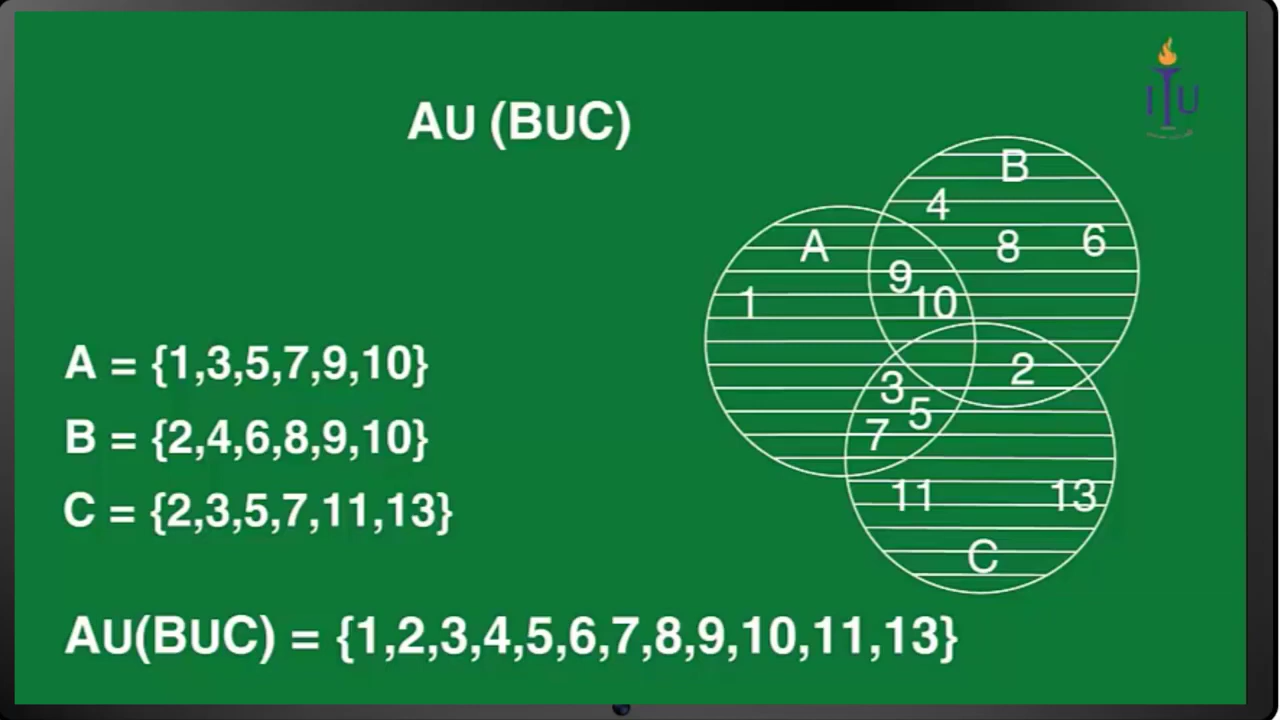 AU (BUC)
B
4
A
8
6
9
1
10
A = {1,3,5,7,9,10}
2
3
5
B = {2,4,6,8,9,10}
7
11
13
C = {2,3,5,7,11,13}
C
AU(BUC) = {1,2,3,4,5,6,7,8,9,10,11,13}
ITU